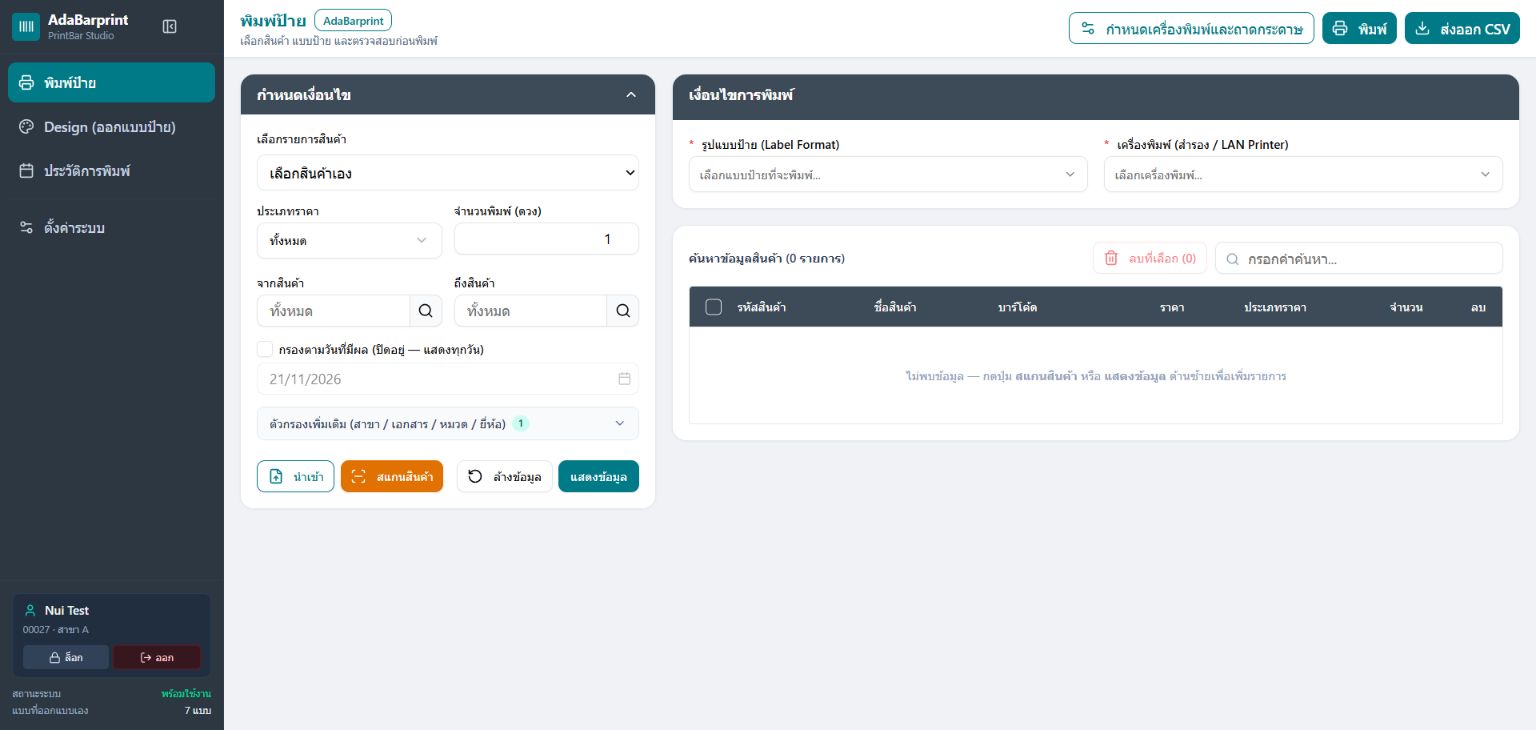 AdaBarprint
PrintBar Studio
พิมพ์ป้าย
Design (ออกแบบป้าย)
ประวัติการพิมพ์
ตั้งค่าระบบ
Nui Test
00027 · สาขา A
ล็อก
ออก
สถานะระบบ พร้อมใช้งาน
แบบที่ออกแบบเอง 7 แบบ
พิมพ์ป้าย AdaBarprint
เลือกสินค้า แบบป้าย และตรวจสอบก่อนพิมพ์
กำหนดเครื่องพิมพ์และถาดกระดาษ
พิมพ์
ส่งออก CSV
กำหนดเงื่อนไข
เลือกรายการสินค้า
เลือกสินค้าเอง
ประเภทราคา จำนวนพิมพ์ (ดวง)
ทั้งหมด 1
จากสินค้า ถึงสินค้า
ทั้งหมด ทั้งหมด
กรองตามวันที่มีผล (ปิดอยู่ — แสดงทุกวัน)
21/11/2026
ตัวกรองเพิ่มเติม (สาขา / เอกสาร / หมวด / ยี่ห้อ) 1
นำเข้า สแกนสินค้า ล้างข้อมูล แสดงข้อมูล
เงื่อนไขการพิมพ์
* รูปแบบป้าย (Label Format) * เครื่องพิมพ์ (สำรอง / LAN Printer)
เลือกแบบป้ายที่จะพิมพ์... เลือกเครื่องพิมพ์...
ค้นหาข้อมูลสินค้า (0 รายการ) ลบที่เลือก (0) กรอกคำค้นหา...
รหัสสินค้า ชื่อสินค้า บาร์โค้ด ราคา ประเภทราคา จำนวน ลบ
ไม่พบข้อมูล — กดปุ่ม สแกนสินค้า หรือ แสดงข้อมูล ด้านซ้ายเพื่อเพิ่มรายการ